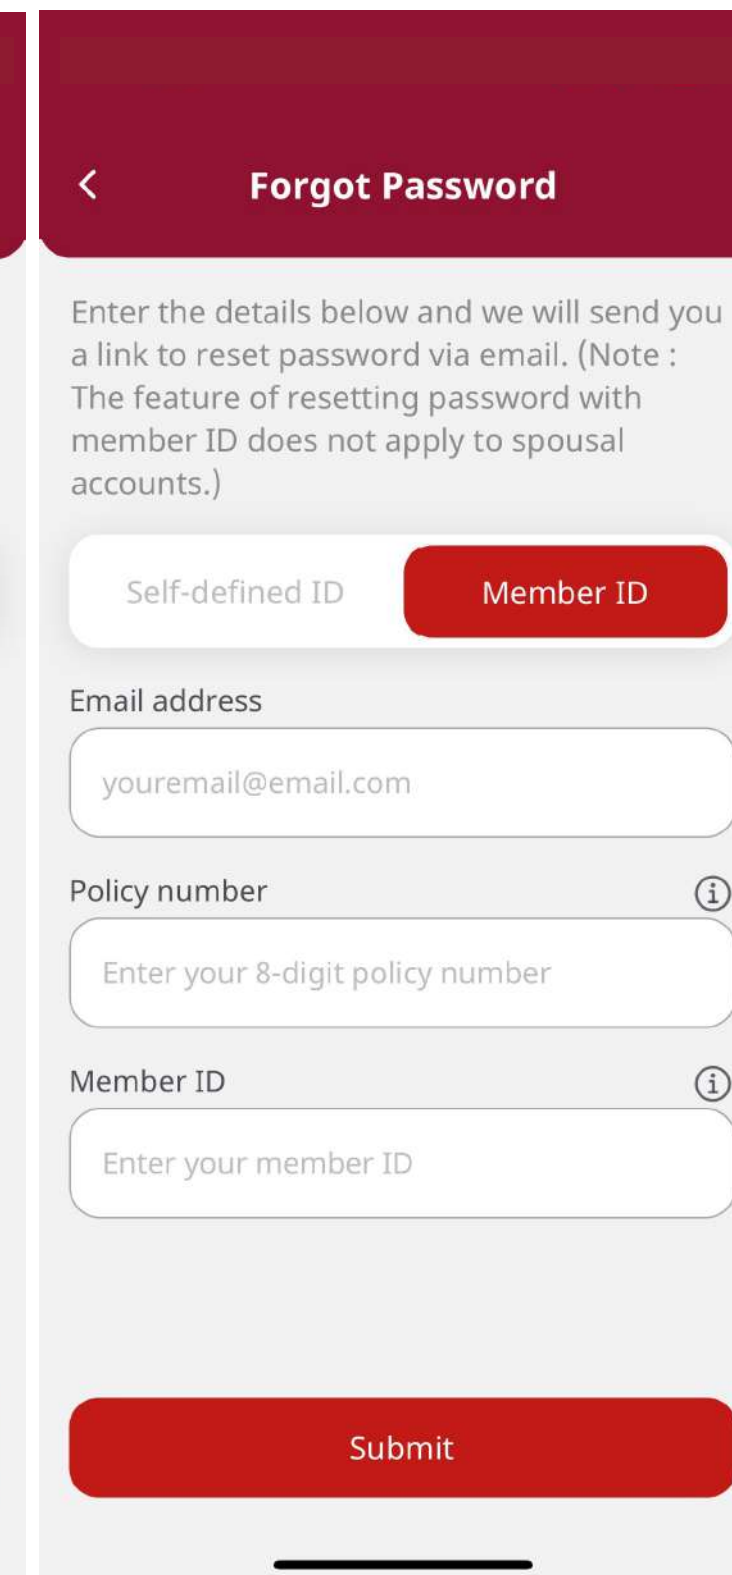 Forgot Password
Enter the details below and we will send you
a link to reset password via email. (Note :
The feature of resetting password with
member ID does not apply to spousal
accounts.)
Self-defined ID
Member ID
Email address
youremail@email.com
Policy number
Enter your 8-digit policy number
Member ID
Enter your member ID
Submit